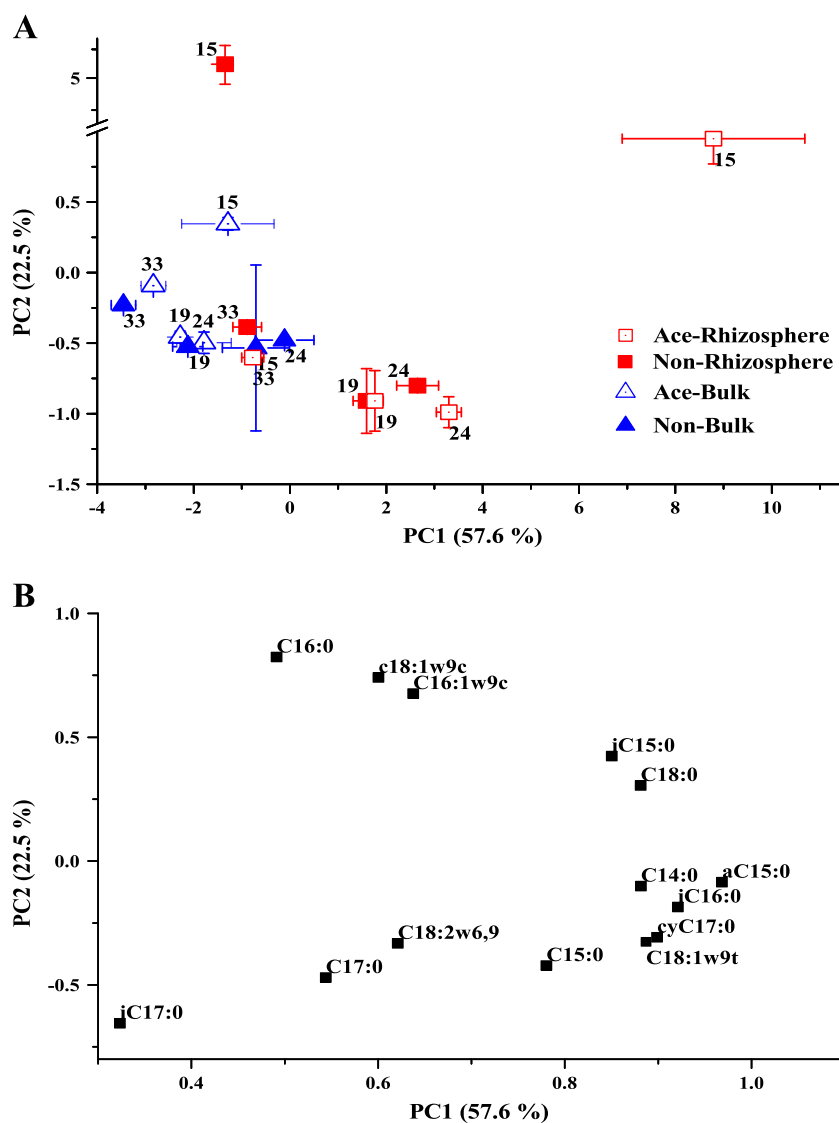 A
15
5
15
15
0.5
33
0.0
33
19
24
33
-0.5
19
15
24
33
19
24
-1.0
19
24
-1.5
PC2 (22.5 %)
Ace-Rhizosphere
Non-Rhizosphere
Ace-Bulk
Non-Bulk
-4 -2 0 2 4 6 8 10
PC1 (57.6 %)
B
1.0
C16:0
c18:1w9c
C16:1w9c
0.5
iC15:0
C18:0
0.0
C14:0
aC15:0
iC16:0
cyC17:0
C18:2w6,9
C18:1w9t
C15:0
C17:0
-0.5
iC17:0
PC2 (22.5 %)
0.4 0.6 0.8 1.0
PC1 (57.6 %)